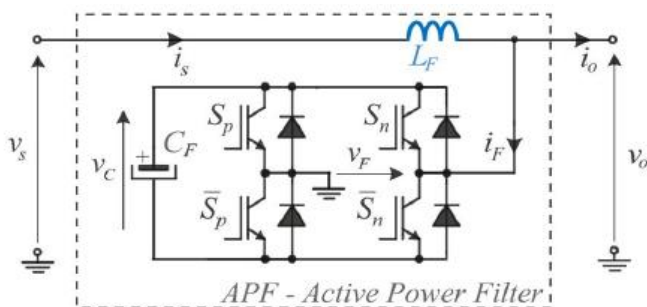 i_s
L_F
i_o
S_p
S_n
v_s
v_C
+
C_F
v_F
i_F
v_o
S̅_p
S̅_n
APF - Active Power Filter